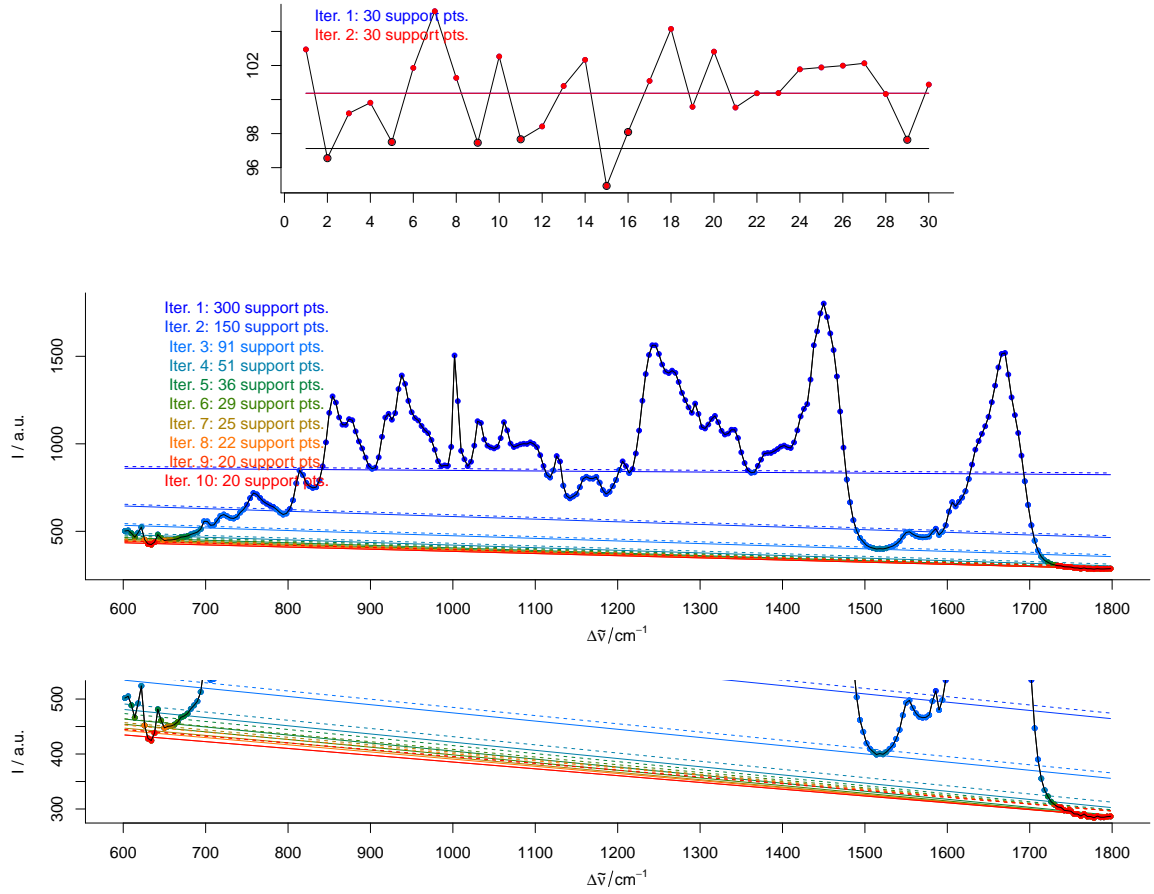 Iter. 1: 30 support pts.
Iter. 2: 30 support pts.
102
98
96
0 2 4 6 8 10 12 14 16 18 20 22 24 26 28 30
Iter. 1: 300 support pts.
Iter. 2: 150 support pts.
Iter. 3: 91 support pts.
Iter. 4: 51 support pts.
Iter. 5: 36 support pts.
Iter. 6: 29 support pts.
Iter. 7: 25 support pts.
Iter. 8: 22 support pts.
Iter. 9: 20 support pts.
Iter. 10: 20 support pts.
I / a.u.
1500
1000
500
600 700 800 900 1000 1100 1200 1300 1400 1500 1600 1700 1800
Δν̃/cm⁻¹
I / a.u.
500
400
300
600 700 800 900 1000 1100 1200 1300 1400 1500 1600 1700 1800
Δν̃/cm⁻¹